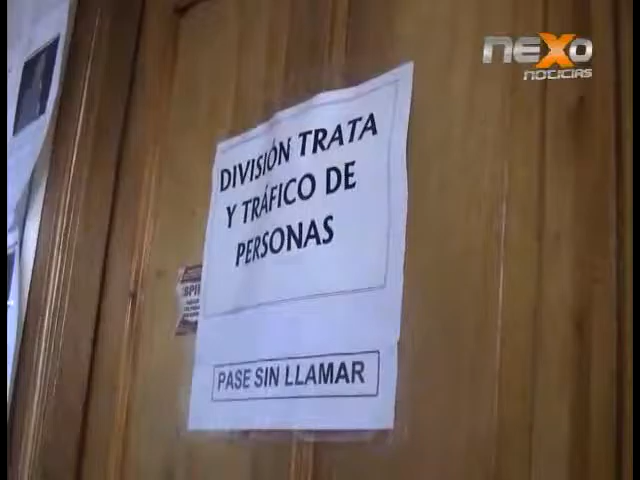 NEXO
NOTICIAS
DIVISIÓN TRATA
Y TRÁFICO DE
PERSONAS
PASE SIN LLAMAR